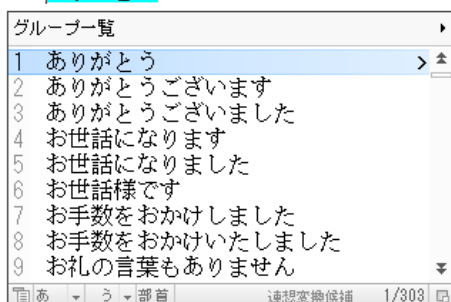 グループ一覧
1 ありがとう
2 ありがとうございます
3 ありがとうございました
4 お世話になります
5 お世話になりました
6 お世話様です
7 お手数をおかけしました
8 お手数をおかけいたしました
9 お礼の言葉もありません
あ う 部首 連想変換候補 1/303